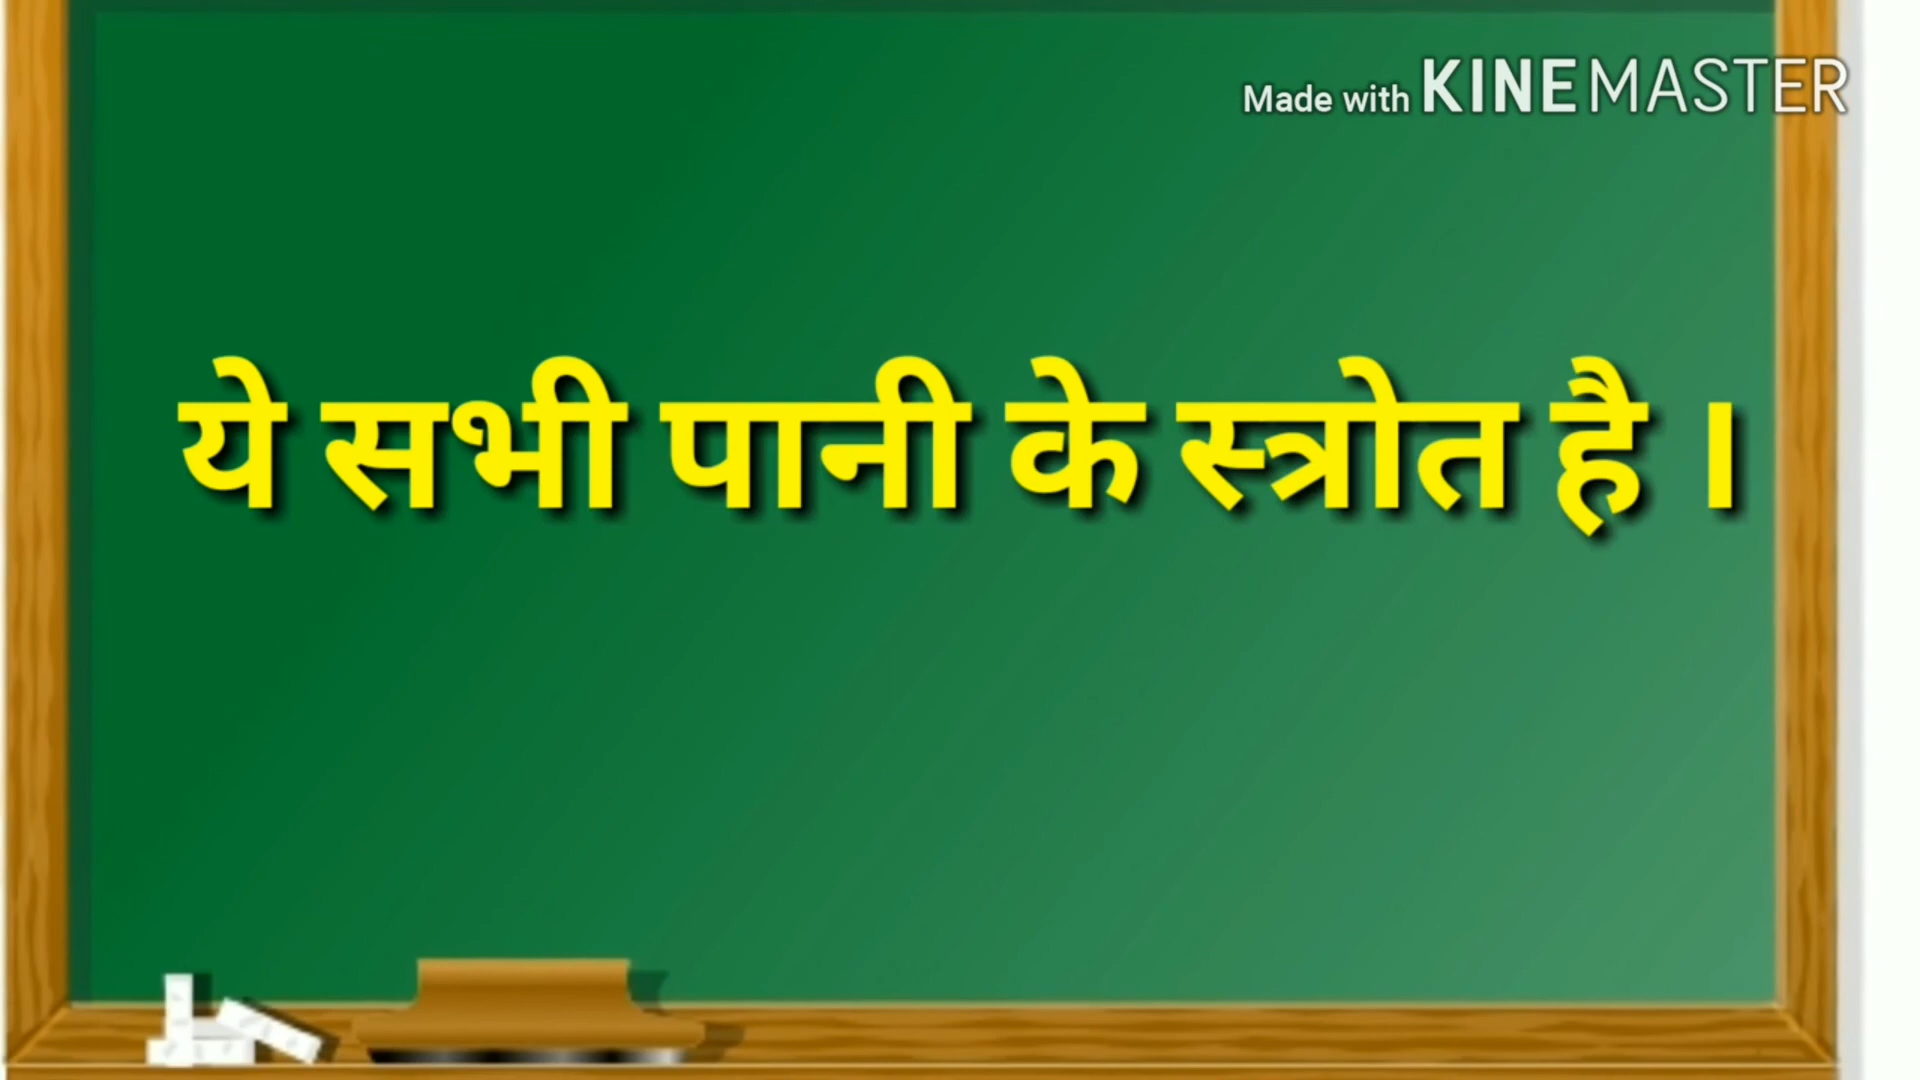 Made with KINEMASTER
ये सभी पानी के स्त्रोत है ।